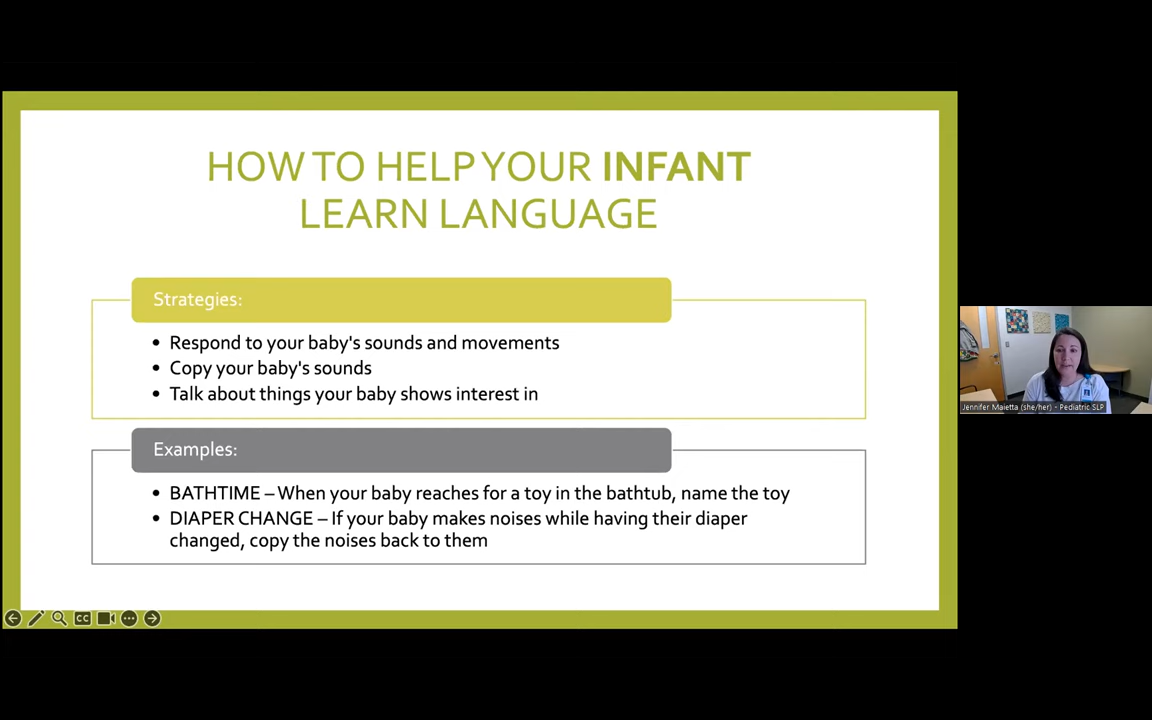 HOW TO HELP YOUR INFANT
LEARN LANGUAGE
Strategies:
• Respond to your baby's sounds and movements
• Copy your baby's sounds
• Talk about things your baby shows interest in
Examples:
• BATHTIME – When your baby reaches for a toy in the bathtub, name the toy
• DIAPER CHANGE – If your baby makes noises while having their diaper
changed, copy the noises back to them
CC
Jennifer Maietta (she/her) - Pediatric SLP